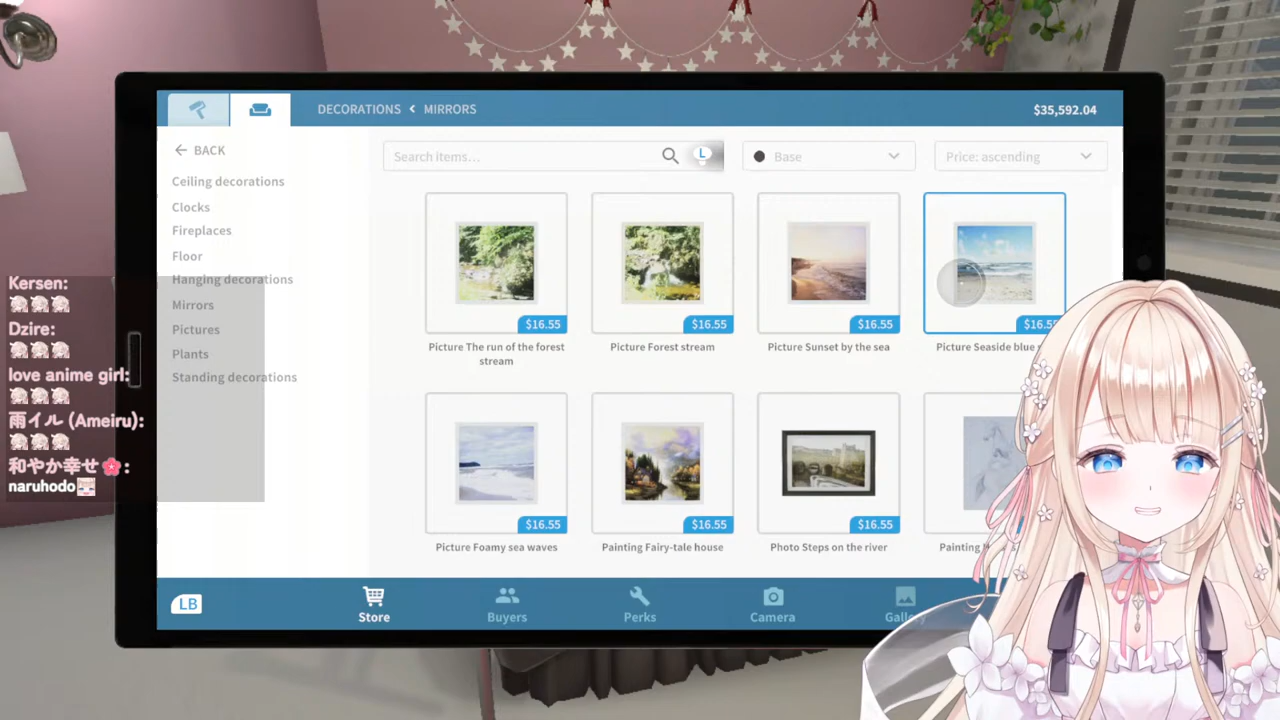 DECORATIONS < MIRRORS
$35,592.04
BACK
Search items...
L
Base
Price: ascending
Ceiling decorations
Clocks
Fireplaces
Floor
Hanging decorations
Mirrors
Pictures
Plants
Standing decorations
$16.55
$16.55
$16.55
$16.55
Picture The run of the forest
stream
Picture Forest stream
Picture Sunset by the sea
Picture Seaside blue
$16.55
$16.55
$16.55
Picture Foamy sea waves
Painting Fairy-tale house
Photo Steps on the river
Painting
Kersen:
Dzire:
love anime girl:
雨イル (Ameiru):
和やか幸せ🌸:
naruhodo
LB
Store
Buyers
Perks
Camera
Gallery